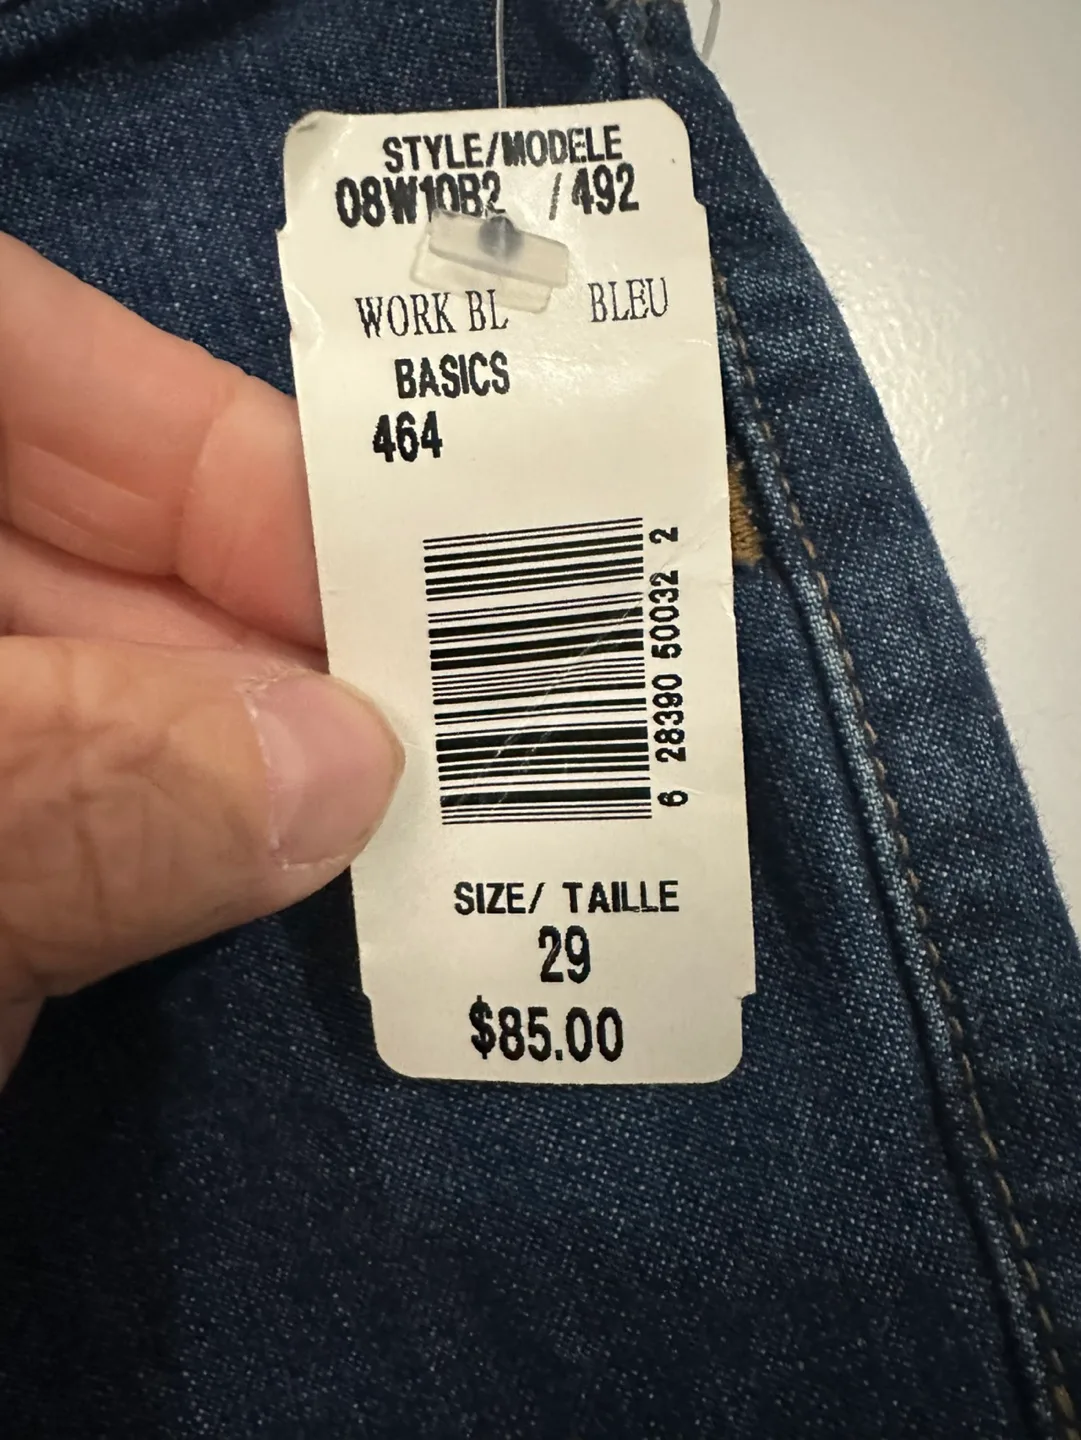 STYLE/MODELE
08W10B2 /492
WORK BL BLEU
BASICS
464
6 28390 50032 2
SIZE/ TAILLE
29
$85.00